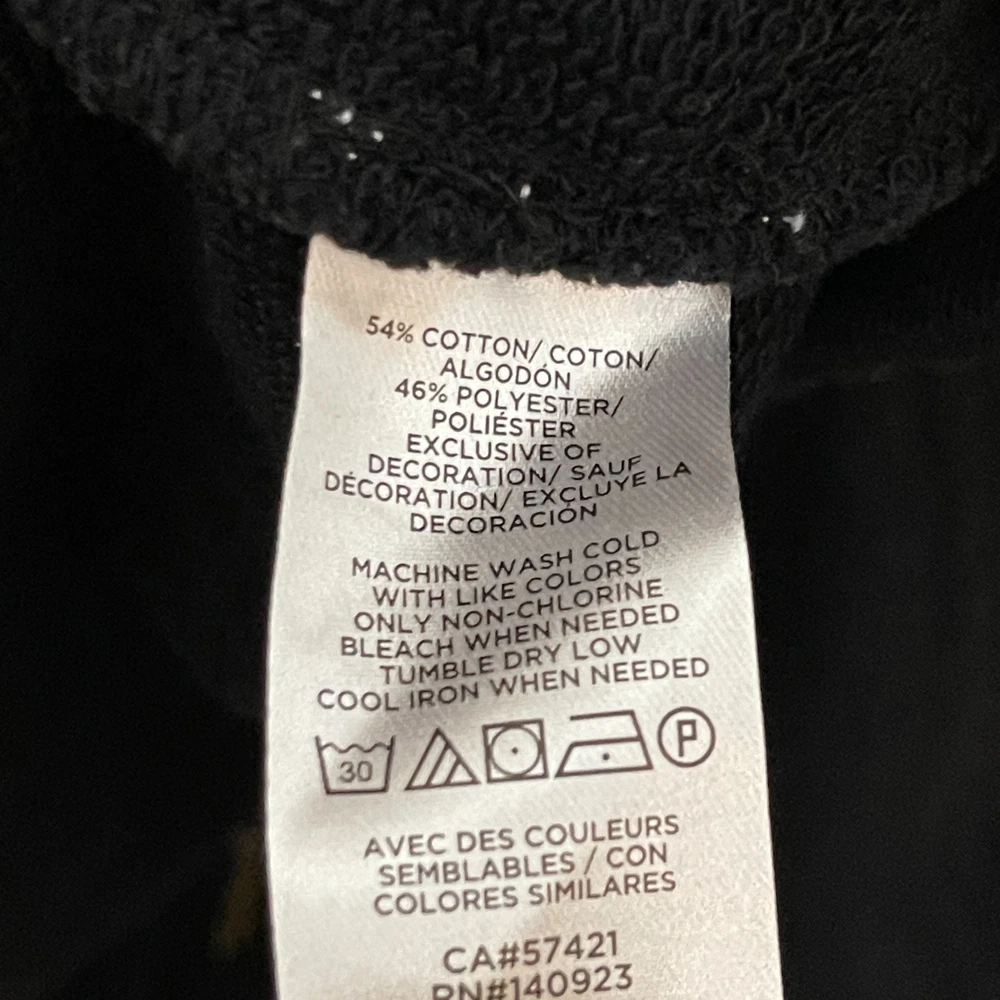 54% COTTON/ COTON/
ALGODÓN
46% POLYESTER/
POLIÉSTER
EXCLUSIVE OF
DECORATION/ SAUF
DÉCORATION/ EXCLUYE LA
DECORACIÓN
MACHINE WASH COLD
WITH LIKE COLORS
ONLY NON-CHLORINE
BLEACH WHEN NEEDED
TUMBLE DRY LOW
COOL IRON WHEN NEEDED
30 P
AVEC DES COULEURS
SEMBLABLES / CON
COLORES SIMILARES
CA#57421
RN#140923